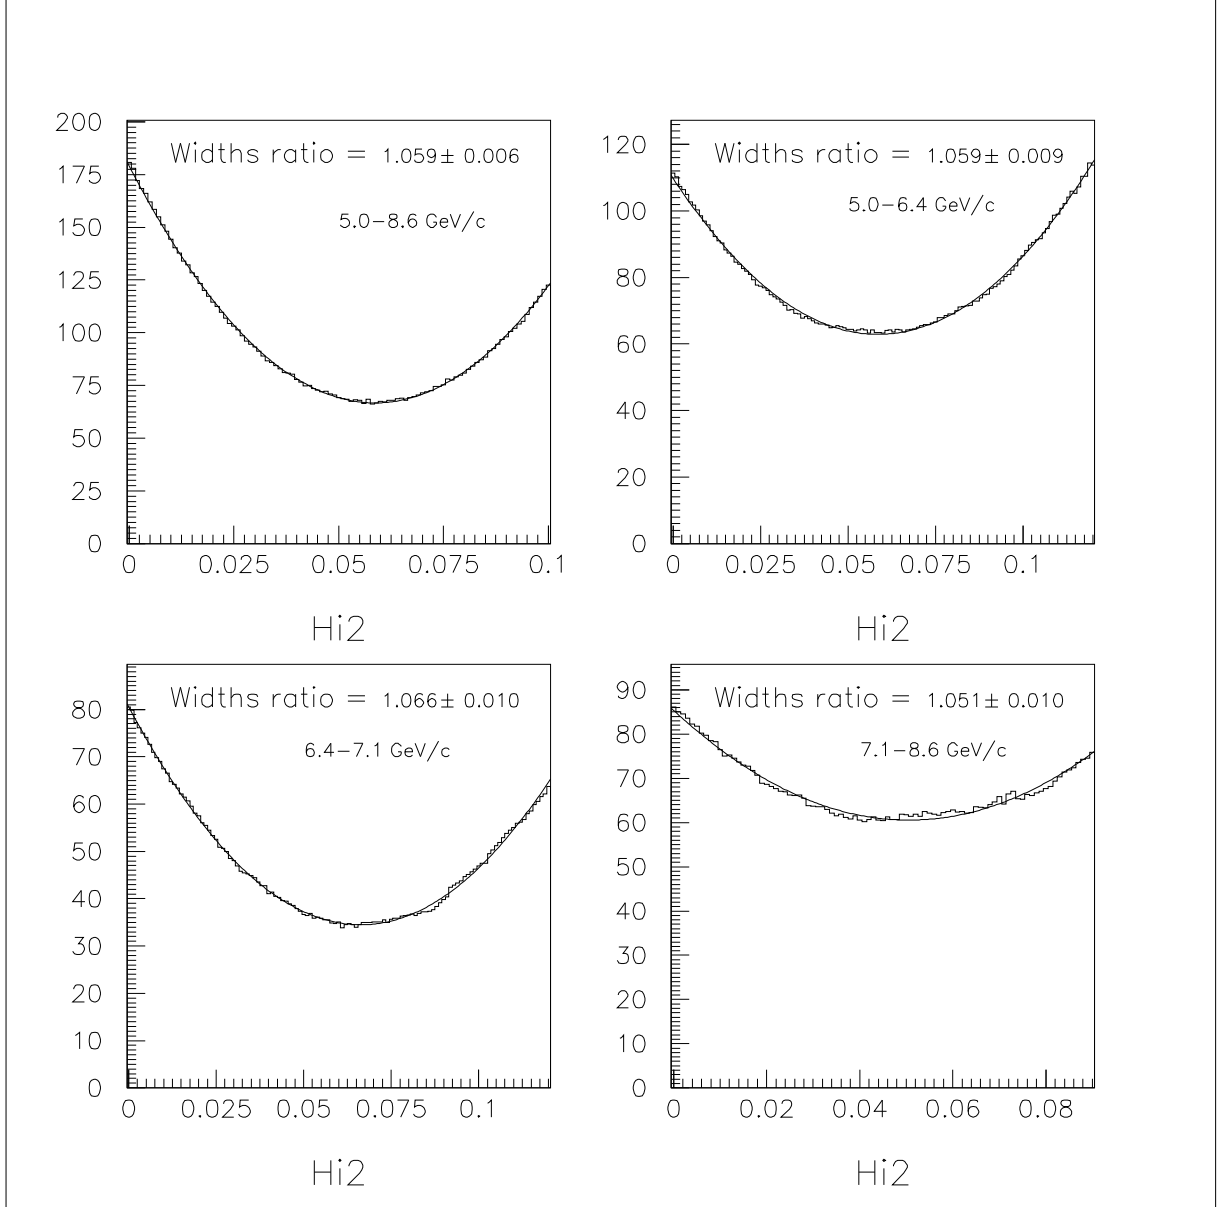 200
175
150
125
100
75
50
25
0
Widths ratio = 1.059± 0.006
5.0−8.6 GeV/c
0 0.025 0.05 0.075 0.1
Hi2
120
100
80
60
40
20
0
Widths ratio = 1.059± 0.009
5.0−6.4 GeV/c
0 0.025 0.05 0.075 0.1
Hi2
80
70
60
50
40
30
20
10
0
Widths ratio = 1.066± 0.010
6.4−7.1 GeV/c
0 0.025 0.05 0.075 0.1
Hi2
90
80
70
60
50
40
30
20
10
0
Widths ratio = 1.051± 0.010
7.1−8.6 GeV/c
0 0.02 0.04 0.06 0.08
Hi2